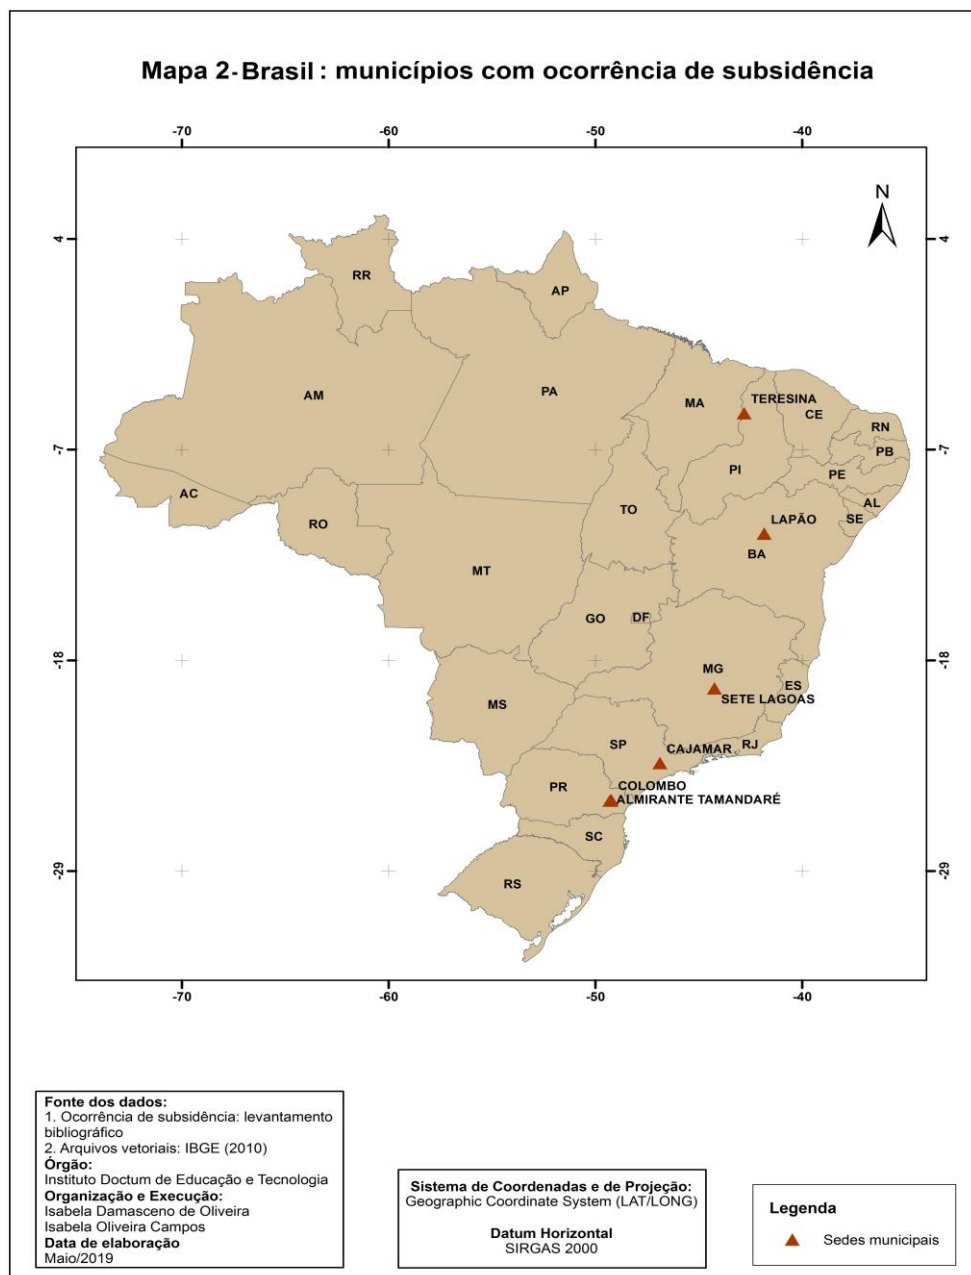 Mapa 2-Brasil : municípios com ocorrência de subsidência
-70 -60 -50 -40
N
4 4
RR
AP
AM
PA
MA
TERESINA
CE
RN
PB
-7 -7
PI
PE
AC
AL
TO
LAPÃO
SE
RO
BA
MT
GO DF
-18 -18
MG
ES
SETE LAGOAS
MS
SP
CAJAMAR RJ
PR
COLOMBO
ALMIRANTE TAMANDARÉ
SC
-29 -29
RS
-70 -60 -50 -40
Fonte dos dados:
1. Ocorrência de subsidência: levantamento
bibliográfico
2. Arquivos vetoriais: IBGE (2010)
Órgão:
Instituto Doctum de Educação e Tecnologia
Organização e Execução:
Isabela Damasceno de Oliveira
Isabela Oliveira Campos
Data de elaboração
Maio/2019
Sistema de Coordenadas e de Projeção:
Geographic Coordinate System (LAT/LONG)
Datum Horizontal
SIRGAS 2000
Legenda
Sedes municipais